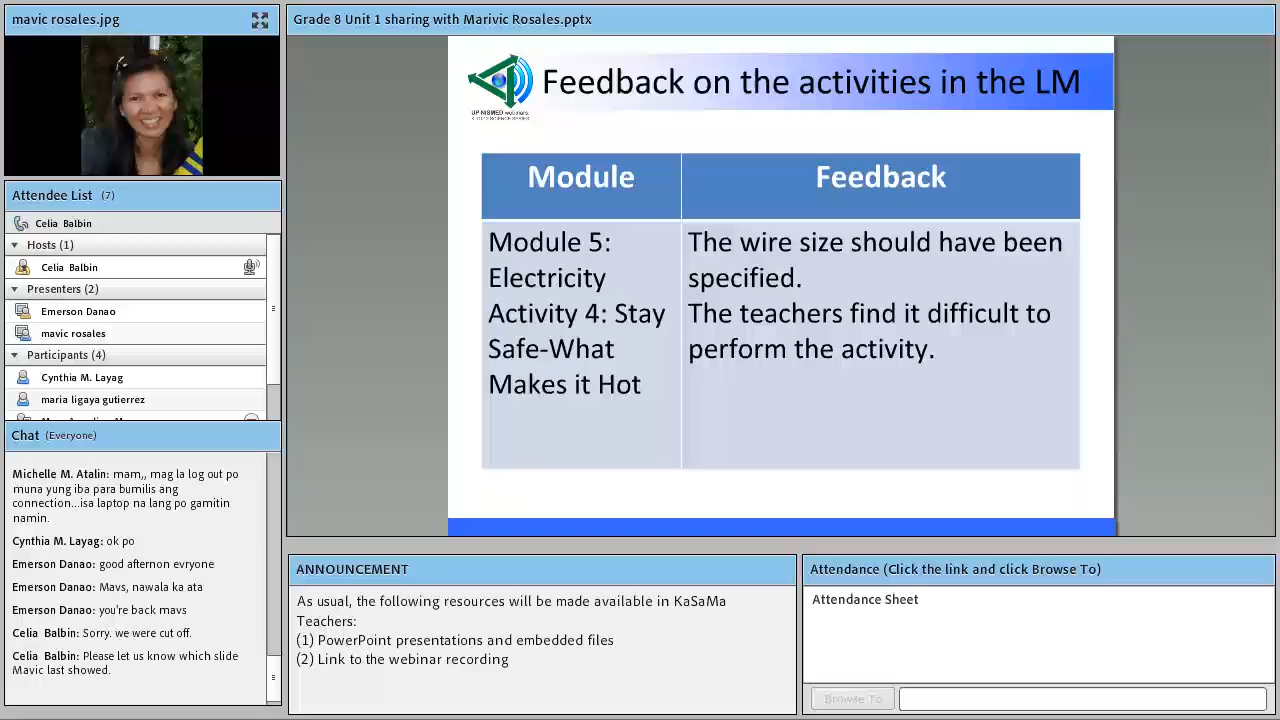 mavic rosales.jpg
Attendee List (7)
Celia Balbin
Hosts (1)
Celia Balbin
Presenters (2)
Emerson Danao
mavic rosales
Participants (4)
Cynthia M. Layag
maria ligaya gutierrez
Chat (Everyone)
Michelle M. Atalin: mam,, mag la log out po
muna yung iba para bumilis ang
connection...isa laptop na lang po gamitin
namin.
Cynthia M. Layag: ok po
Emerson Danao: good afternon evryone
Emerson Danao: Mavs, nawala ka ata
Emerson Danao: you're back mavs
Celia Balbin: Sorry. we were cut off.
Celia Balbin: Please let us know which slide
Mavic last showed.
Grade 8 Unit 1 sharing with Marivic Rosales.pptx
UP NISMED webinars:
K TO 12 SCIENCE SERIES
Feedback on the activities in the LM
Module
Feedback
Module 5:
Electricity
Activity 4: Stay
Safe-What
Makes it Hot
The wire size should have been
specified.
The teachers find it difficult to
perform the activity.
ANNOUNCEMENT
As usual, the following resources will be made available in KaSaMa
Teachers:
(1) PowerPoint presentations and embedded files
(2) Link to the webinar recording
Attendance (Click the link and click Browse To)
Attendance Sheet
Browse To